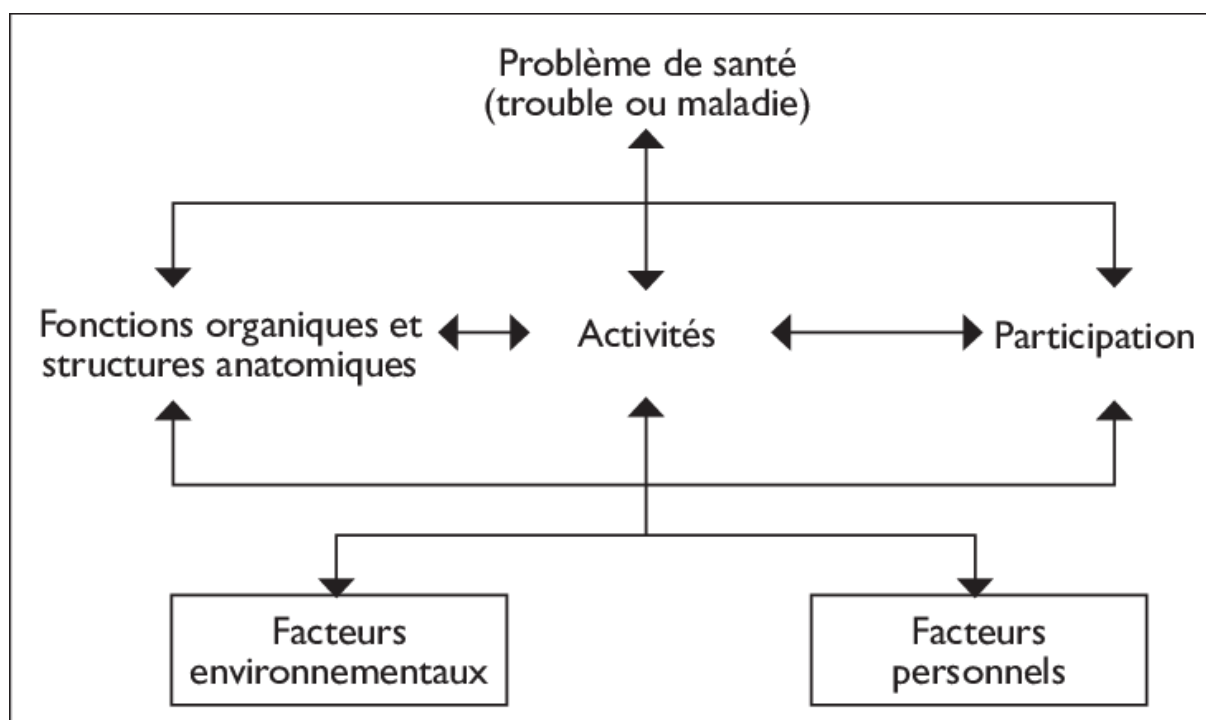 Problème de santé
(trouble ou maladie)
Fonctions organiques et
structures anatomiques
Activités
Participation
Facteurs
environnementaux
Facteurs
personnels